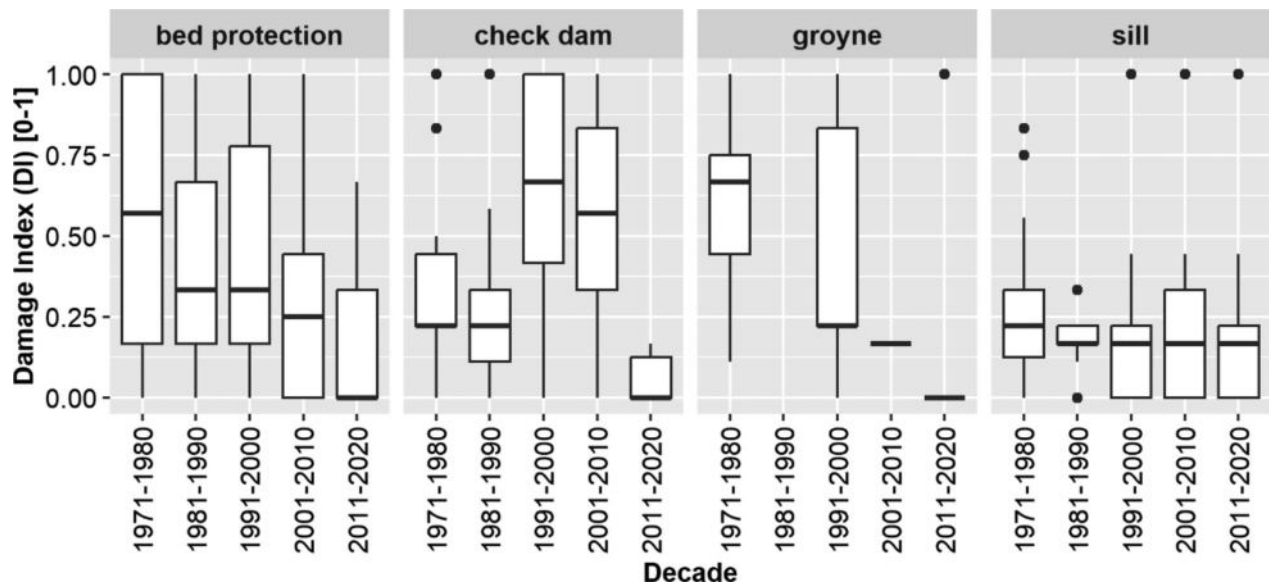 bed protection check dam groyne sill
Damage Index (DI) [0-1]
1.00
0.75
0.50
0.25
0.00
1971-1980 1981-1990 1991-2000 2001-2010 2011-2020 1971-1980 1981-1990 1991-2000 2001-2010 2011-2020 1971-1980 1981-1990 1991-2000 2001-2010 2011-2020 1971-1980 1981-1990 1991-2000 2001-2010 2011-2020
Decade